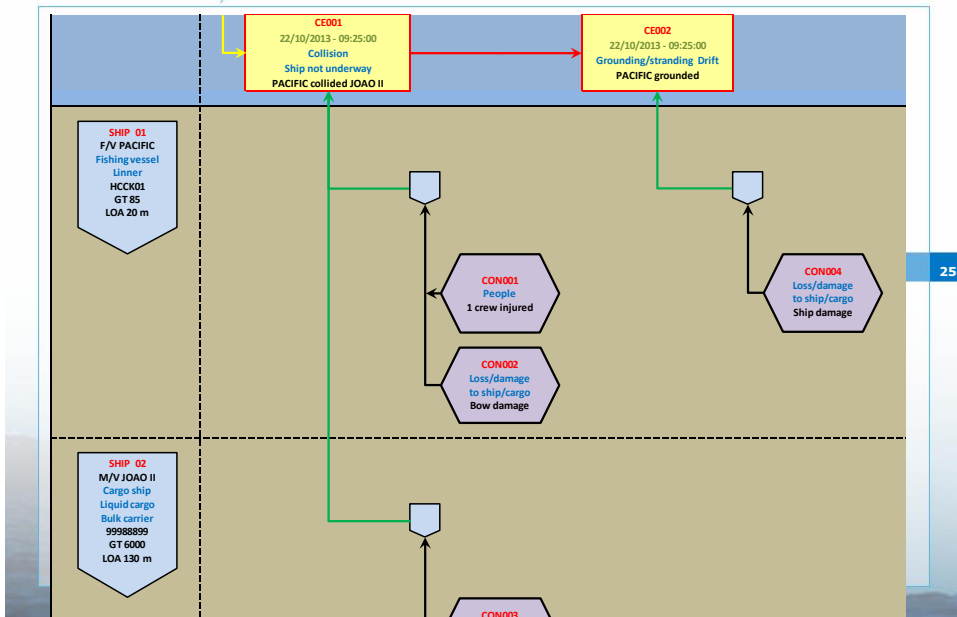 CE001
22/10/2013 - 09:25:00
Collision
Ship not underway
PACIFIC collided JOAO II
CE002
22/10/2013 - 09:25:00
Grounding/stranding Drift
PACIFIC grounded
SHIP 01
F/V PACIFIC
Fishing vessel
Linner
HCCK01
GT 85
LOA 20 m
CON001
People
1 crew injured
CON004
Loss/damage
to ship/cargo
Ship damage
25
CON002
Loss/damage
to ship/cargo
Bow damage
SHIP 02
M/V JOAO II
Cargo ship
Liquid cargo
Bulk carrier
99988899
GT 6000
LOA 130 m
CON003